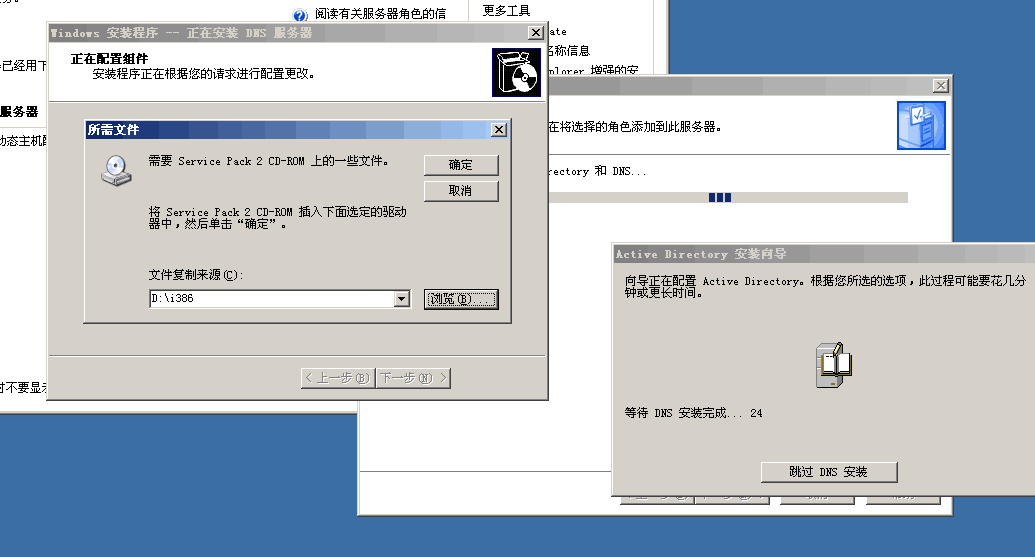 阅读有关服务器角色的信
更多工具
Windows 安装程序 -- 正在安装 DNS 服务器
正在配置组件
安装程序正在根据您的请求进行配置更改。
名称信息
增强的安
已经用下
服务器
动态主机配
所需文件
需要 Service Pack 2 CD-ROM 上的一些文件。
确定
取消
将 Service Pack 2 CD-ROM 插入下面选定的驱动
器中，然后单击“确定”。
文件复制来源(C):
D:\i386
浏览(B)...
< 上一步(B)
下一步(N) >
时不要显示
在将选择的角色添加到此服务器。
rectory 和 DNS...
Active Directory 安装向导
向导正在配置 Active Directory。根据您所选的选项，此过程可能要花几分
钟或更长时间。
等待 DNS 安装完成... 24
跳过 DNS 安装